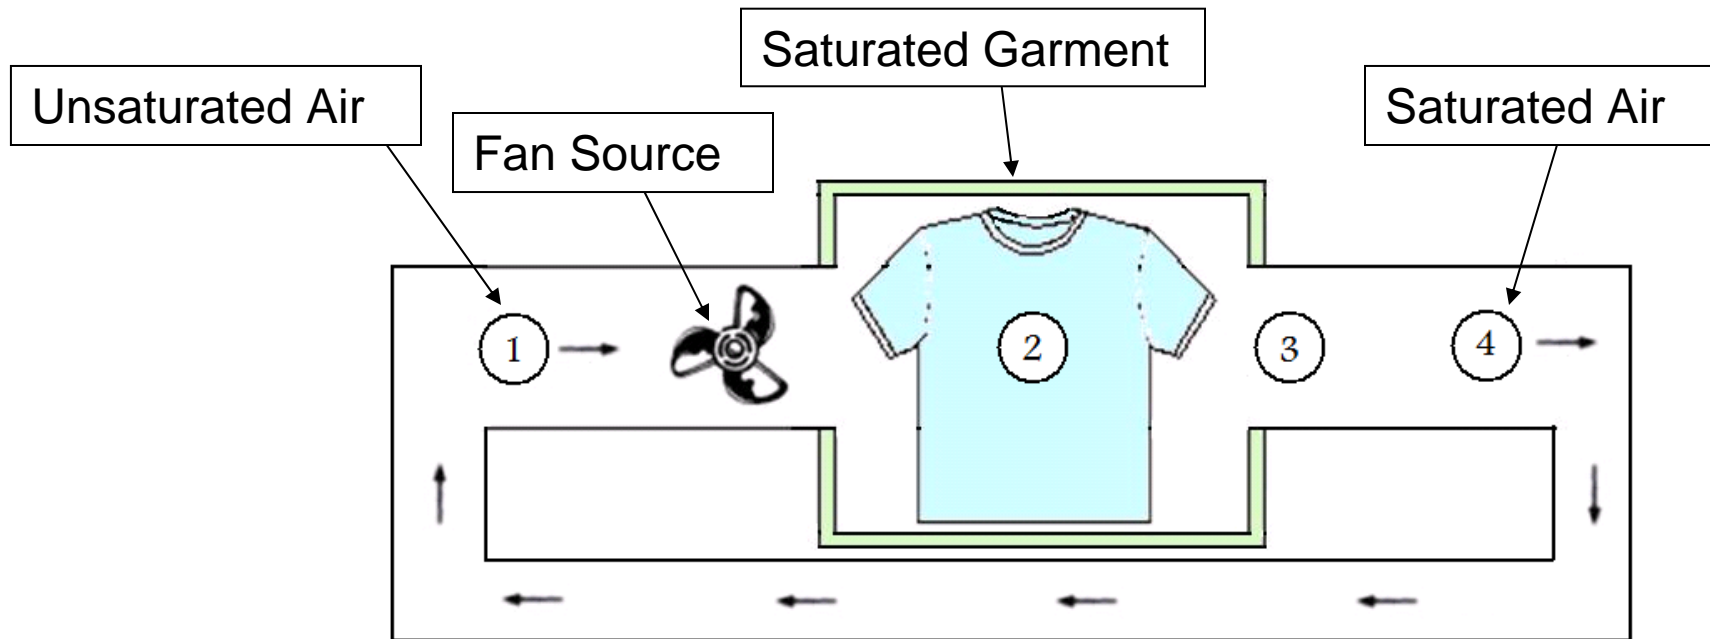 Saturated Garment
Unsaturated Air
Saturated Air
Fan Source
1
2
3
4